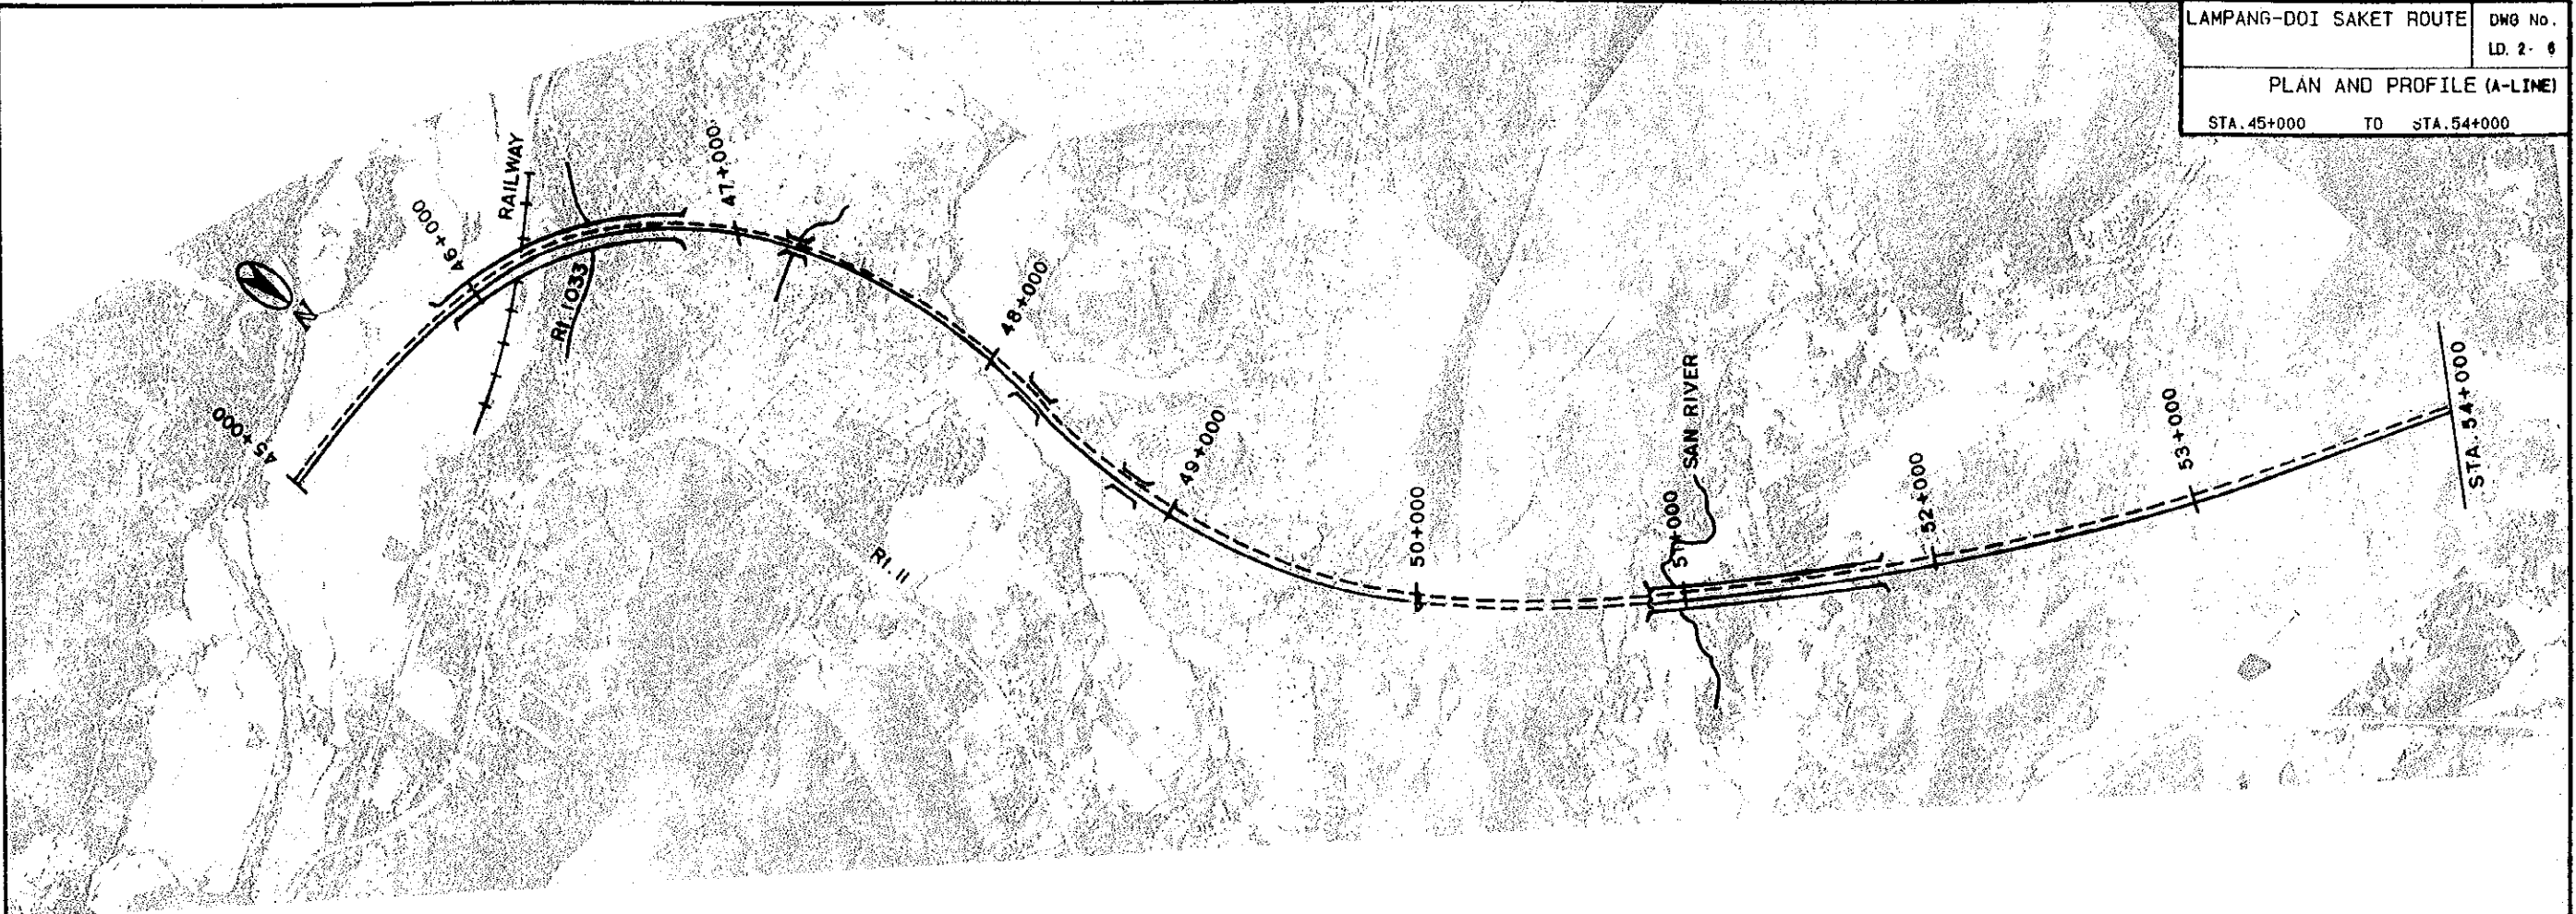 LAMPANG-DOI SAKET ROUTE
DWG No.
LD. 2- 6
PLAN AND PROFILE (A-LINE)
STA. 45+000 TO STA. 54+000
N
45+000
46+000
RAILWAY
Rt. 1033
47+000
48+000
49+000
Rt. 11
50+000
51+000
SAN RIVER
52+000
53+000
STA. 54+000